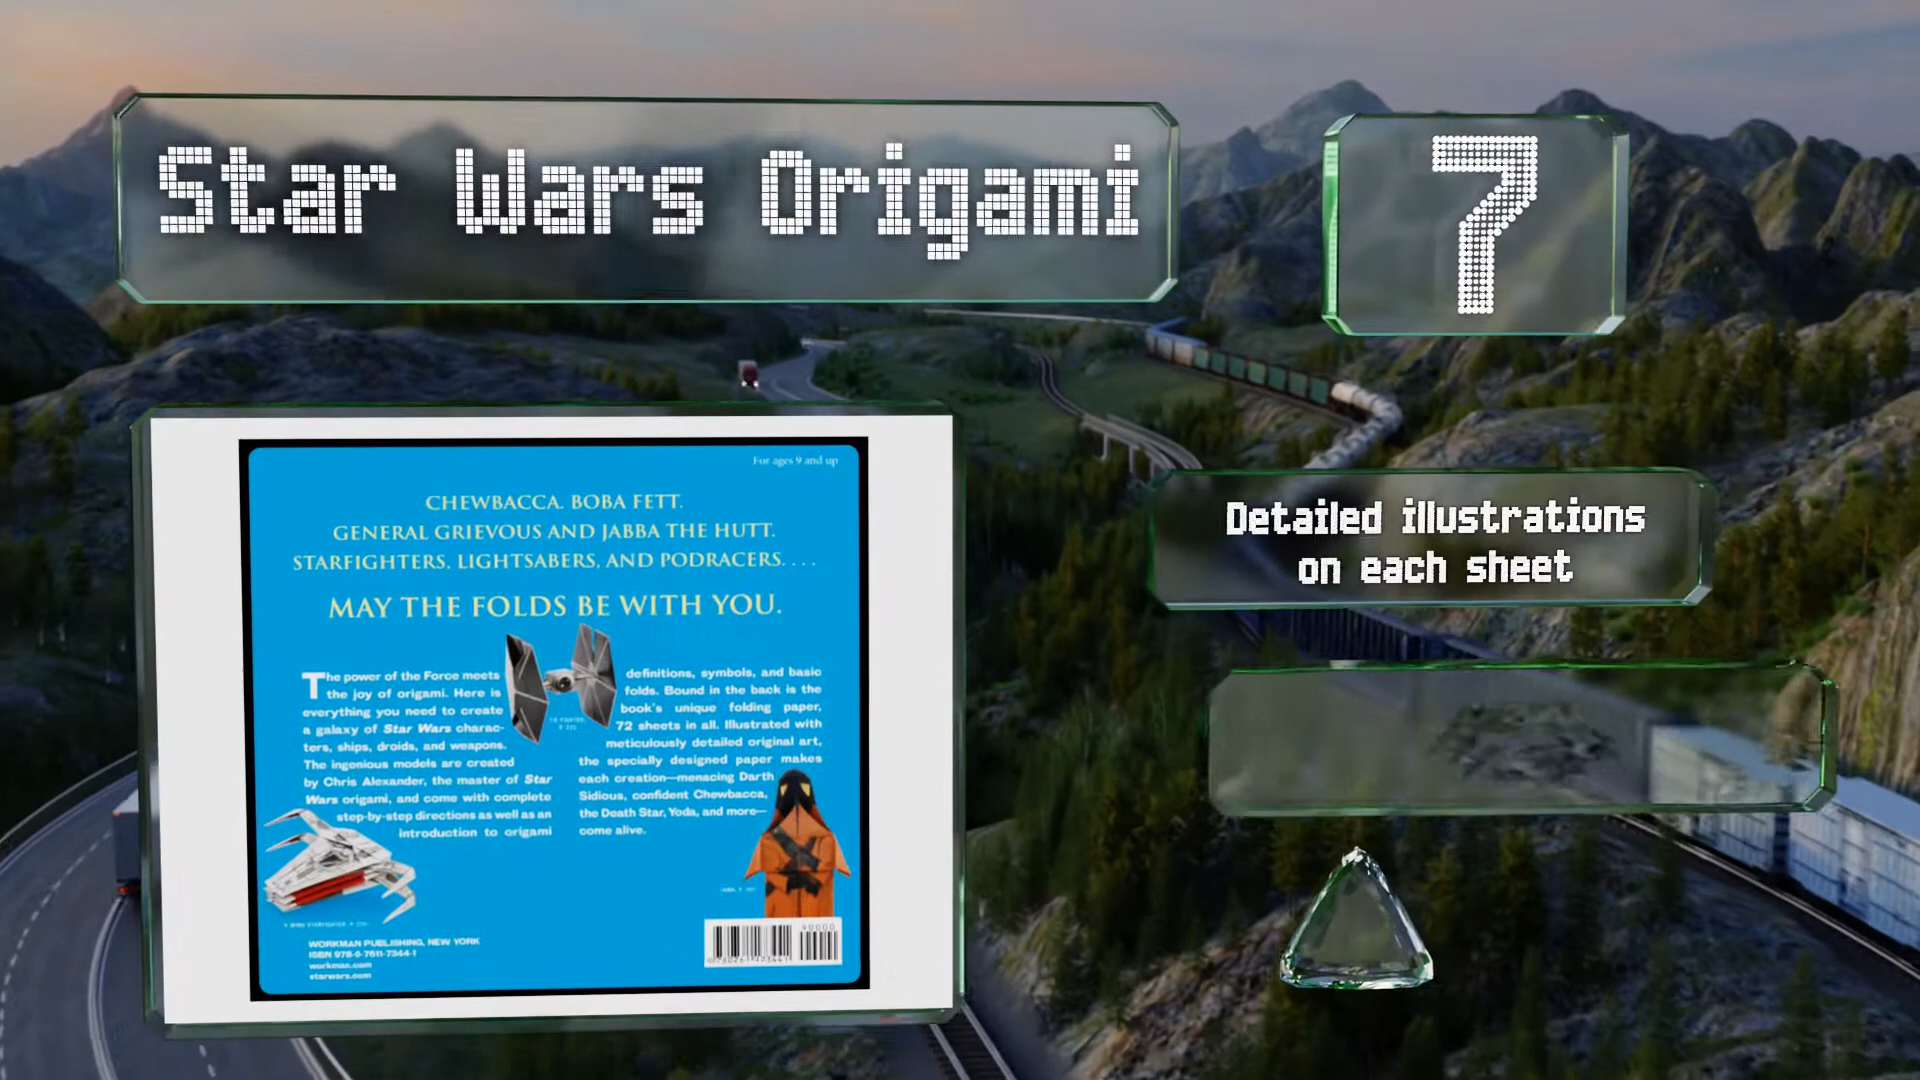 Star Wars Origami
7
For ages 9 and up
CHEWBACCA. BOBA FETT.
GENERAL GRIEVOUS AND JABBA THE HUTT.
STARFIGHTERS, LIGHTSABERS, AND PODRACERS. . . .
MAY THE FOLDS BE WITH YOU.
The power of the Force meets
the joy of origami. Here is
everything you need to create
a galaxy of Star Wars charac-
ters, ships, droids, and weapons.
The ingenious models are created
by Chris Alexander, the master of Star
Wars origami, and come with complete
step-by-step directions as well as an
introduction to origami
definitions, symbols, and basic
folds. Bound in the back is the
book's unique folding paper,
72 sheets in all. Illustrated with
meticulously detailed original art,
the specially designed paper makes
each creation—menacing Darth
Sidious, confident Chewbacca,
the Death Star, Yoda, and more—
come alive.
WORKMAN PUBLISHING, NEW YORK
ISBN 978-0-7611-7344-1
workman.com
starwars.com
40000
Detailed illustrations
on each sheet